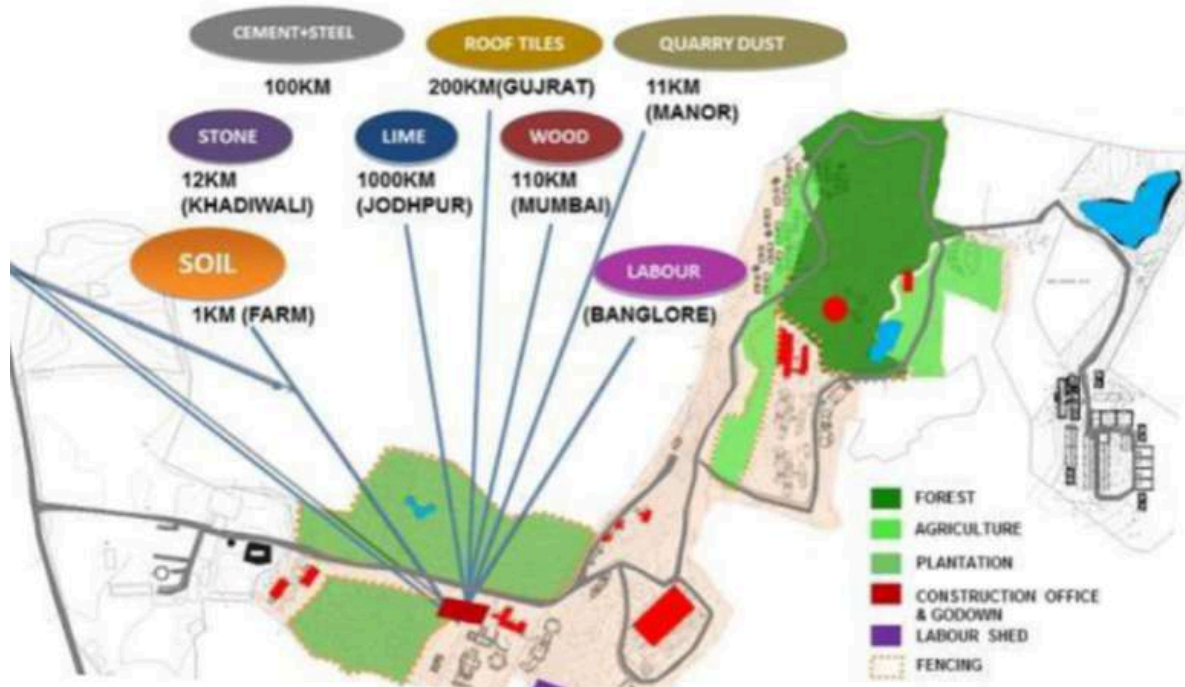 CEMENT+STEEL
100KM
ROOF TILES
200KM(GUJRAT)
QUARRY DUST
11KM
(MANOR)
STONE
12KM
(KHADIWALI)
LIME
1000KM
(JODHPUR)
WOOD
110KM
(MUMBAI)
SOIL
1KM (FARM)
LABOUR
(BANGLORE)
FOREST
AGRICULTURE
PLANTATION
CONSTRUCTION OFFICE
& GODOWN
LABOUR SHED
FENCING